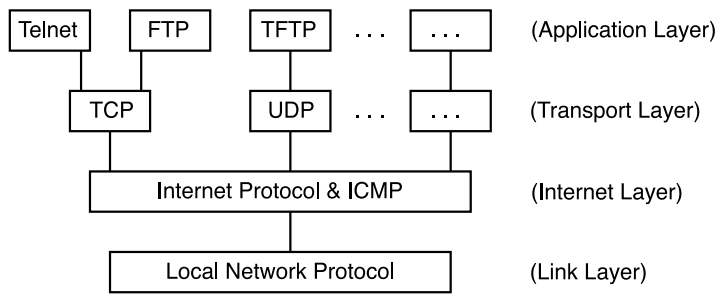 Telnet FTP TFTP . . . . . . (Application Layer)
TCP UDP . . . . . . (Transport Layer)
Internet Protocol & ICMP (Internet Layer)
Local Network Protocol (Link Layer)